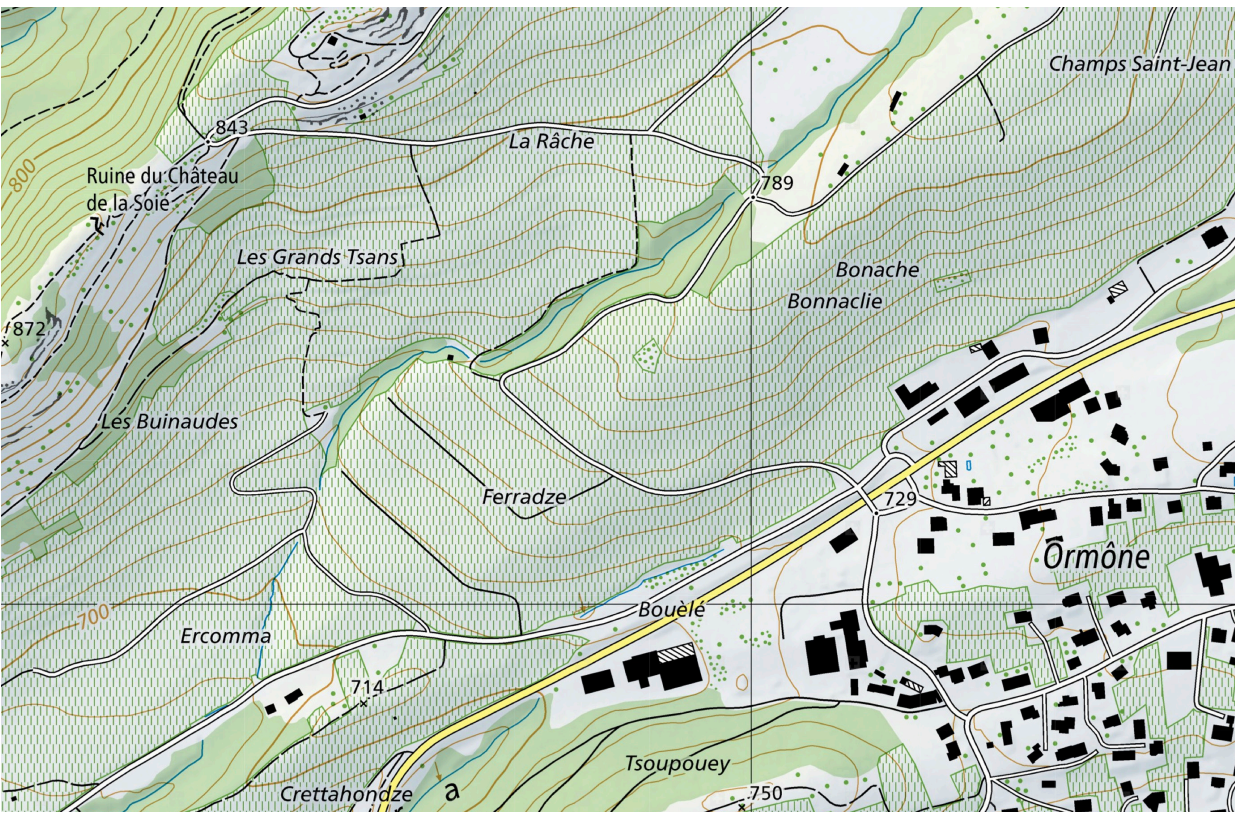 Champs Saint-Jean
843
La Râche
800
Ruine du Château
de la Soie
789
Les Grands Tsans
Bonache
Bonnaclie
872
Les Buinaudes
Ferradze
729
Ormône
700
Bouèlé
Ercomma
714
Tsoupouey
Crettahondze
a
750